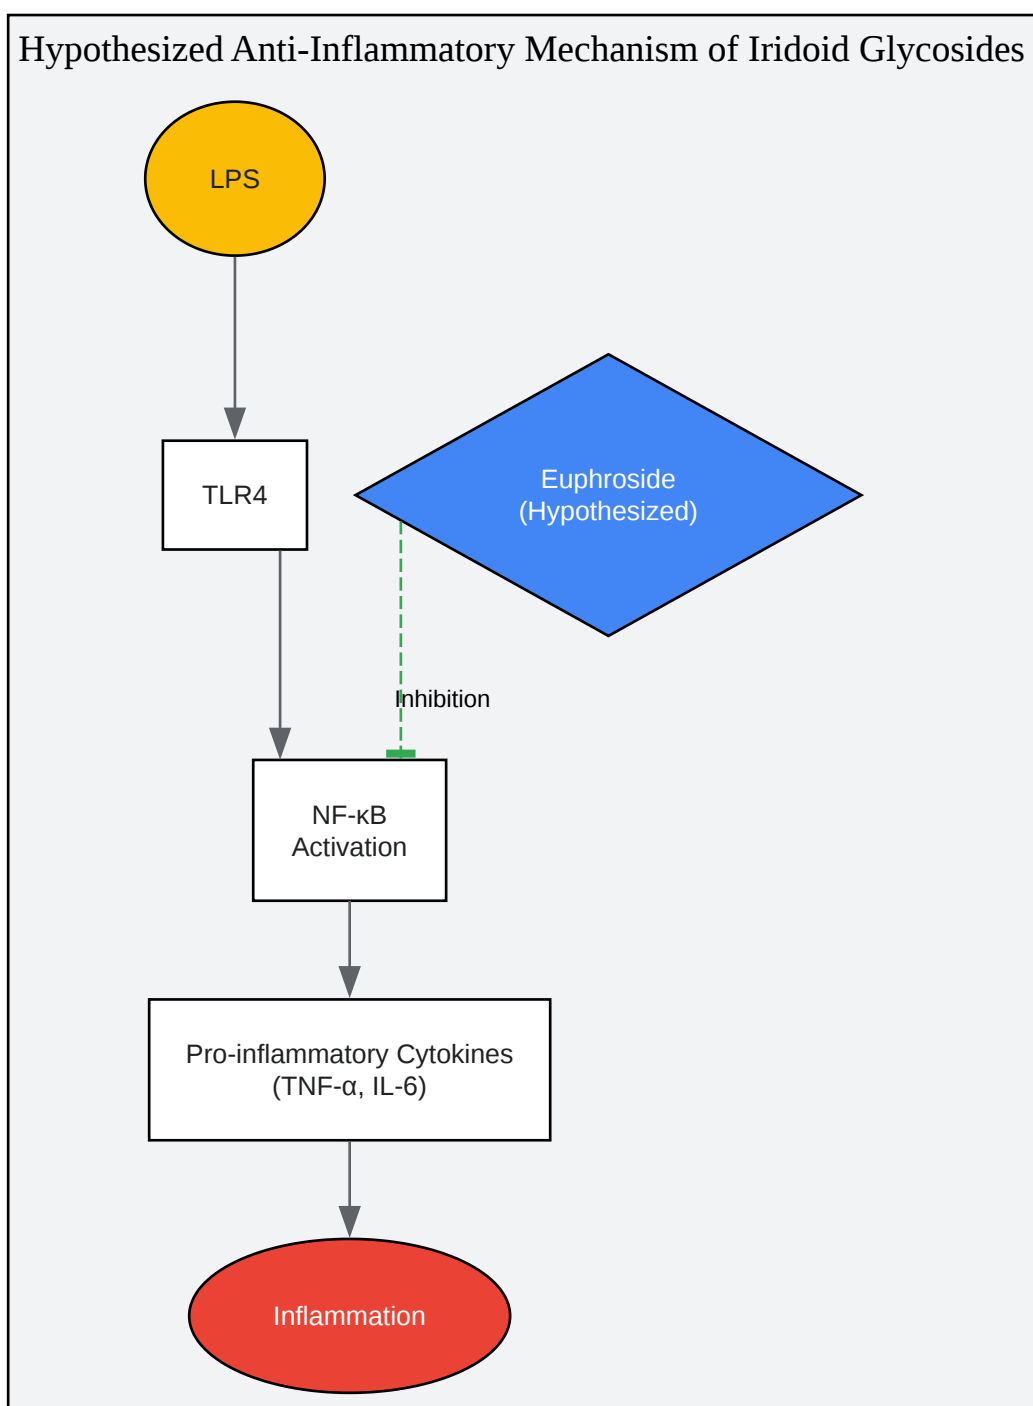 Hypothesized Anti-Inflammatory Mechanism of Iridoid Glycosides
LPS
TLR4
Euphroside
(Hypothesized)
Inhibition
NF-κB
Activation
Pro-inflammatory Cytokines
(TNF-α, IL-6)
Inflammation